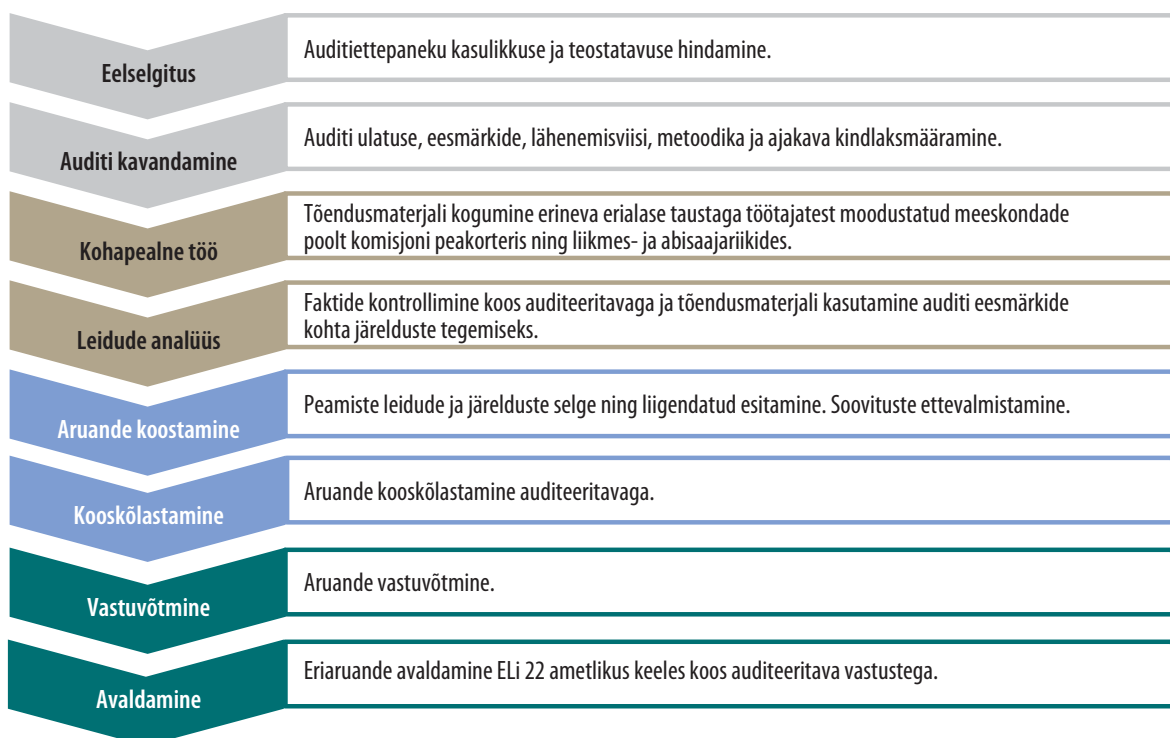 Eelselgitus
Auditiettepaneku kasulikkuse ja teostatavuse hindamine.
Auditi kavandamine
Auditi ulatuse, eesmärkide, lähenemisviisi, metoodika ja ajakava kindlaksmääramine.
Kohapealne töö
Tõendusmaterjali kogumine erineva erialase taustaga töötajatest moodustatud meeskondade
poolt komisjoni peakorteris ning liikmes- ja abisaajariikides.
Leidude analüüs
Faktide kontrollimine koos auditeeritavaga ja tõendusmaterjali kasutamine auditi eesmärkide
kohta järelduste tegemiseks.
Aruande koostamine
Peamiste leidude ja järelduste selge ning liigendatud esitamine. Soovituste ettevalmistamine.
Kooskõlastamine
Aruande kooskõlastamine auditeeritavaga.
Vastuvõtmine
Aruande vastuvõtmine.
Avaldamine
Eriaruande avaldamine ELi 22 ametlikus keeles koos auditeeritava vastustega.